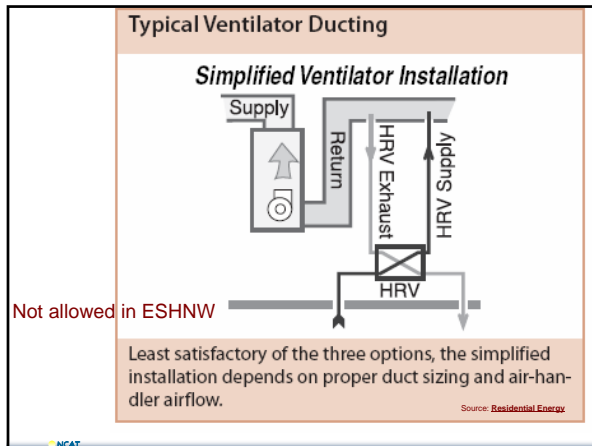 Typical Ventilator Ducting
Simplified Ventilator Installation
Supply
Return
HRV Exhaust
HRV Supply
HRV
Not allowed in ESHNW
Least satisfactory of the three options, the simplified
installation depends on proper duct sizing and air-han-
dler airflow.
Source: Residential Energy
NCAT